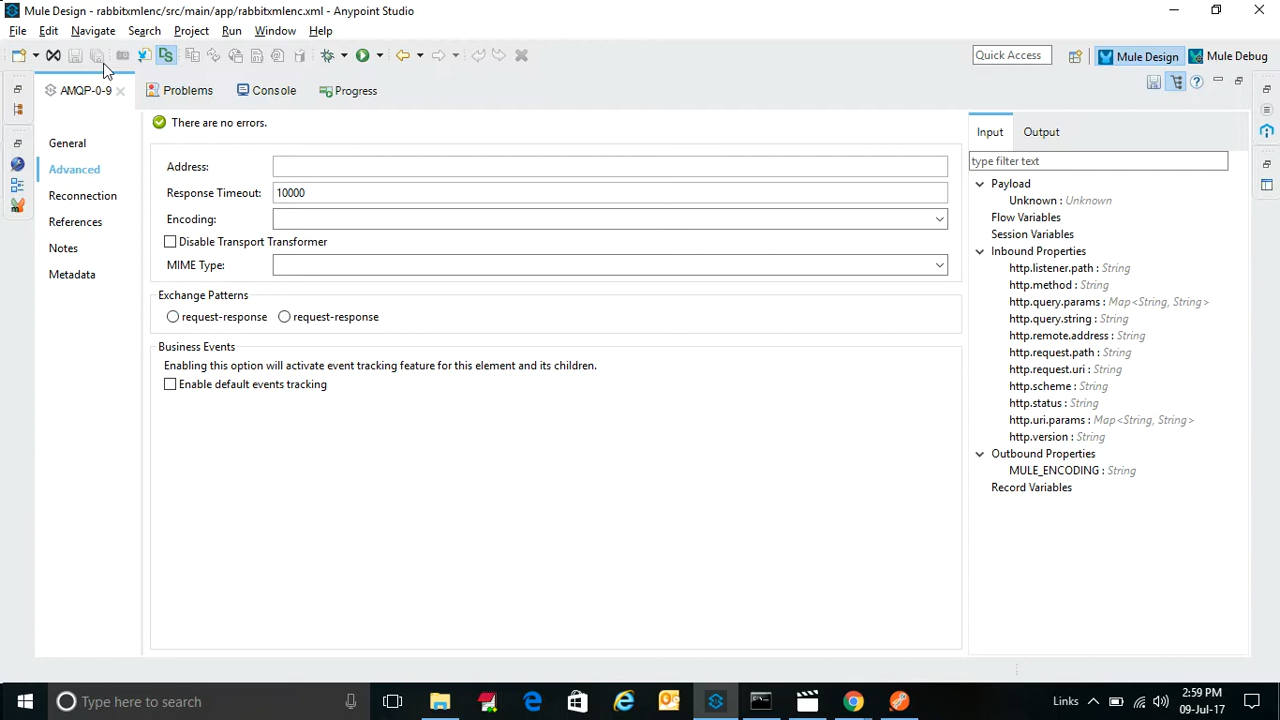 Mule Design - rabbitxmlenc/src/main/app/rabbitxmlenc.xml - Anypoint Studio
File Edit Navigate Search Project Run Window Help
DS
Quick Access
Mule Design
Mule Debug
AMQP-0-9
Problems
Console
Progress
General
Advanced
Reconnection
References
Notes
Metadata
There are no errors.
Address:
Response Timeout: 10000
Encoding:
Disable Transport Transformer
MIME Type:
Exchange Patterns
request-response request-response
Business Events
Enabling this option will activate event tracking feature for this element and its children.
Enable default events tracking
Input Output
type filter text
Payload
Unknown : Unknown
Flow Variables
Session Variables
Inbound Properties
http.listener.path : String
http.method : String
http.query.params : Map<String, String>
http.query.string : String
http.remote.address : String
http.request.path : String
http.request.uri : String
http.scheme : String
http.status : String
http.uri.params : Map<String, String>
http.version : String
Outbound Properties
MULE_ENCODING : String
Record Variables
Type here to search
Links
2:59 PM
09-Jul-17